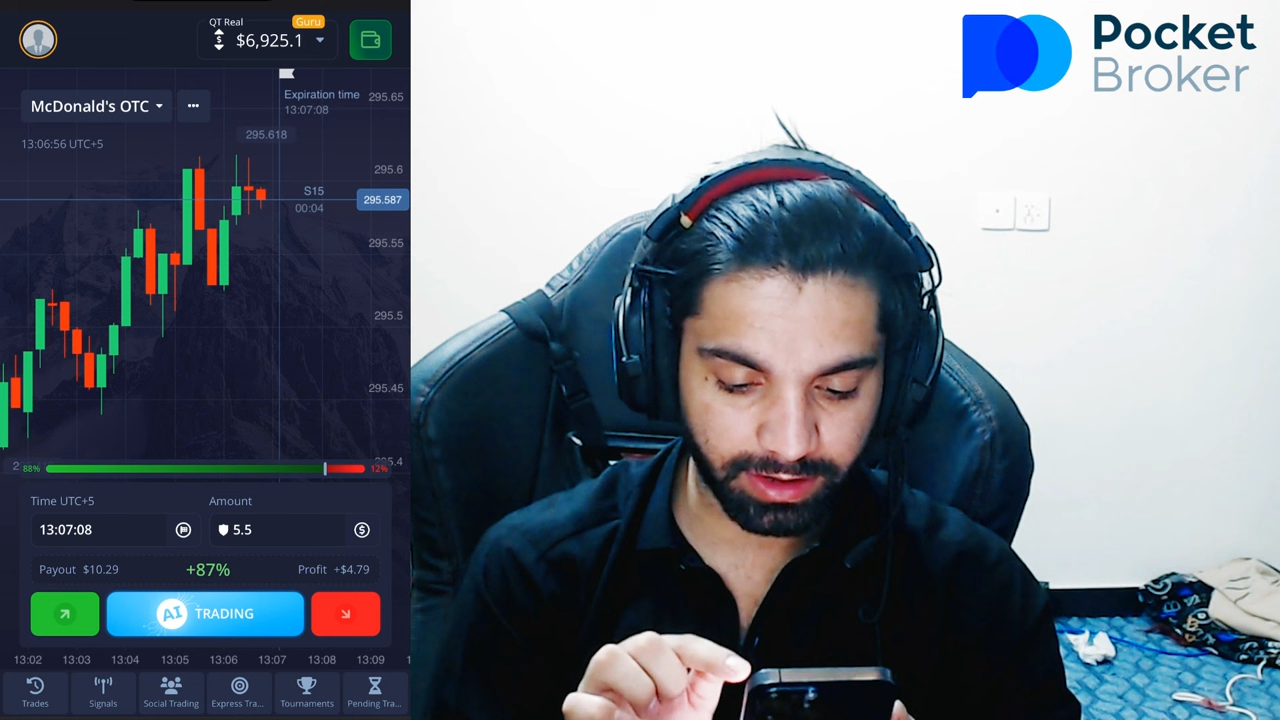 QT Real
Guru
$6,925.1
Pocket
Broker
McDonald's OTC
•••
Expiration time
13:07:08
295.65
13:06:56 UTC+5
295.618
295.6
S15
00:04
295.587
295.55
295.5
295.45
88%
12%
Time UTC+5
Amount
13:07:08
5.5
$
Payout $10.29
+87%
Profit +$4.79
AI TRADING
13:02 13:03 13:04 13:05 13:06 13:07 13:08 13:09
Trades
Signals
Social Trading
Express Tra...
Tournaments
Pending Tra...